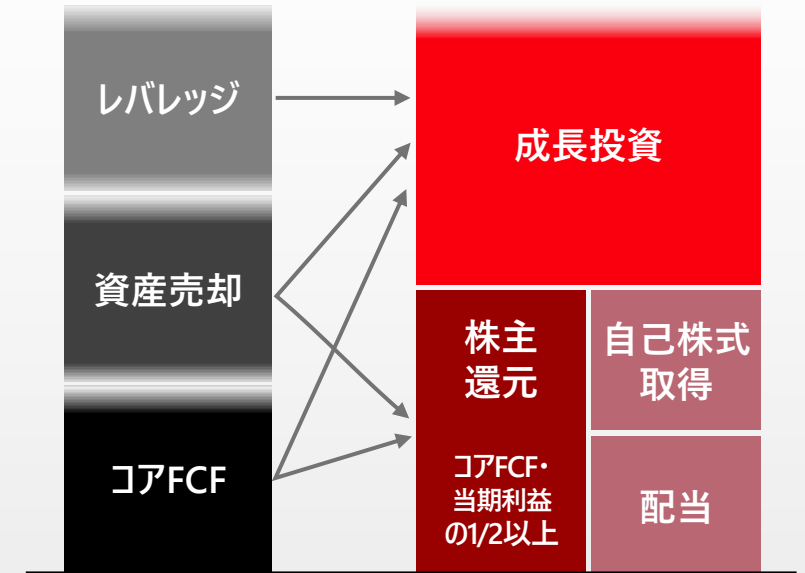 レバレッジ
資産売却
コアFCF
成長投資
株主
還元
コアFCF・
当期利益
の1/2以上
自己株式
取得
配当